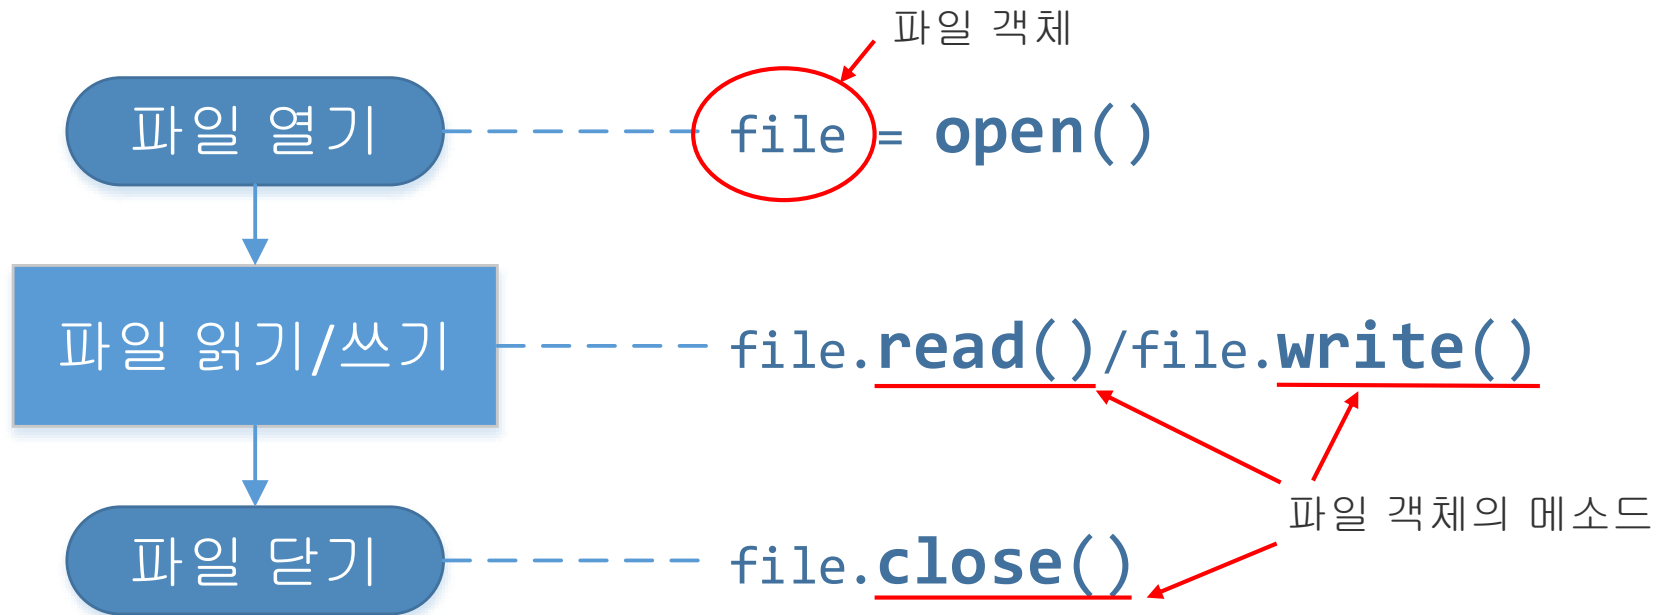 파일 객체
파일 열기
file = open()
파일 읽기/쓰기
file.read()/file.write()
파일 객체의 메소드
파일 닫기
file.close()